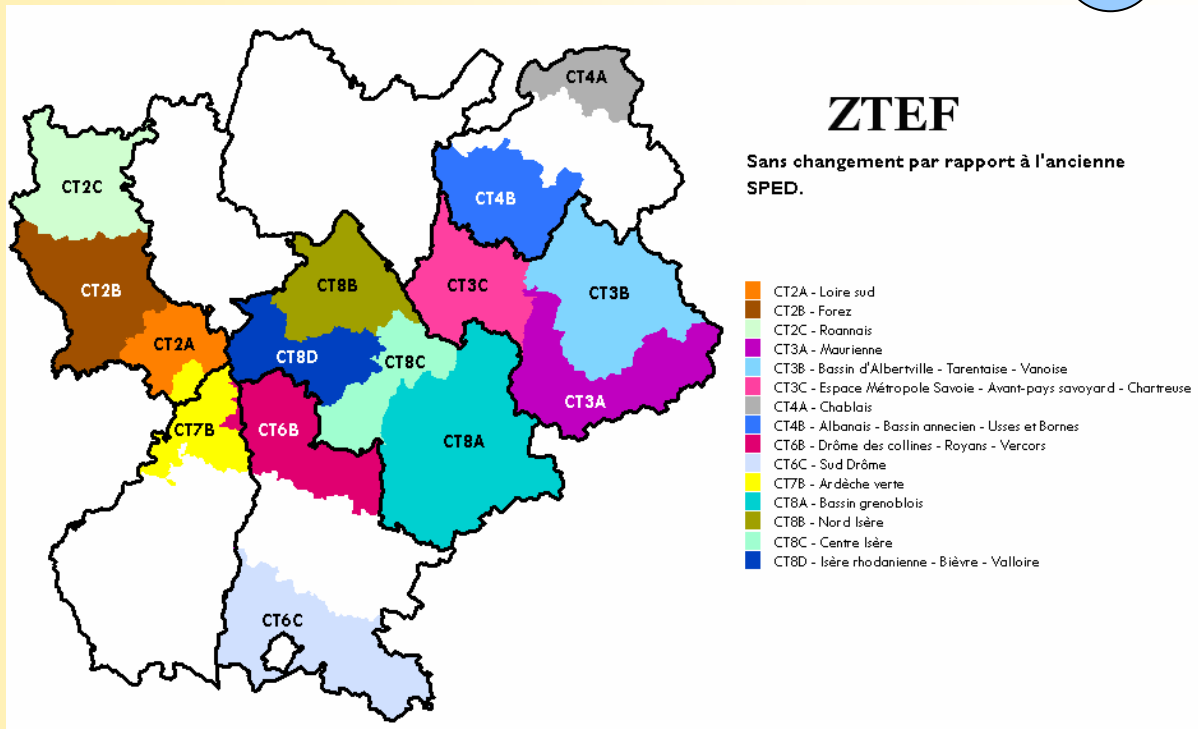 CT4A
ZTEF
Sans changement par rapport à l'ancienne
SPED.
CT2C
CT4B
CT2B
CT8B
CT3C
CT3B
CT2A
CT8D
CT8C
CT3A
CT7B
CT6B
CT8A
CT6C
CT2A - Loire sud
CT2B - Forez
CT2C - Roannais
CT3A - Maurienne
CT3B - Bassin d'Albertville - Tarentaise - Vanoise
CT3C - Espace Métropole Savoie - Avant-pays savoyard - Chartreuse
CT4A - Chablais
CT4B - Albanais - Bassin annecien - Usses et Bornes
CT6B - Drôme des collines - Royans - Vercors
CT6C - Sud Drôme
CT7B - Ardèche verte
CT8A - Bassin grenoblois
CT8B - Nord Isère
CT8C - Centre Isère
CT8D - Isère rhodanienne - Bièvre - Valloire